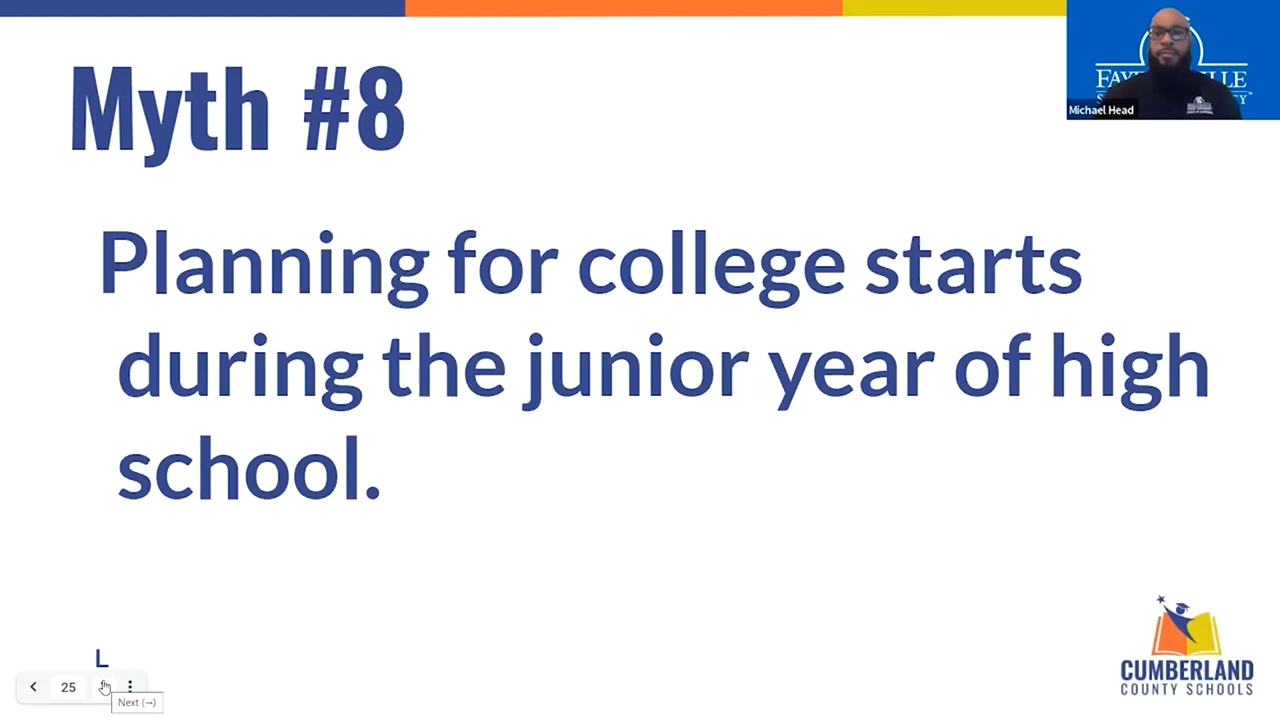 Myth #8
Michael Head
Planning for college starts
during the junior year of high
school.
L
25
Next (→)
CUMBERLAND
COUNTY SCHOOLS